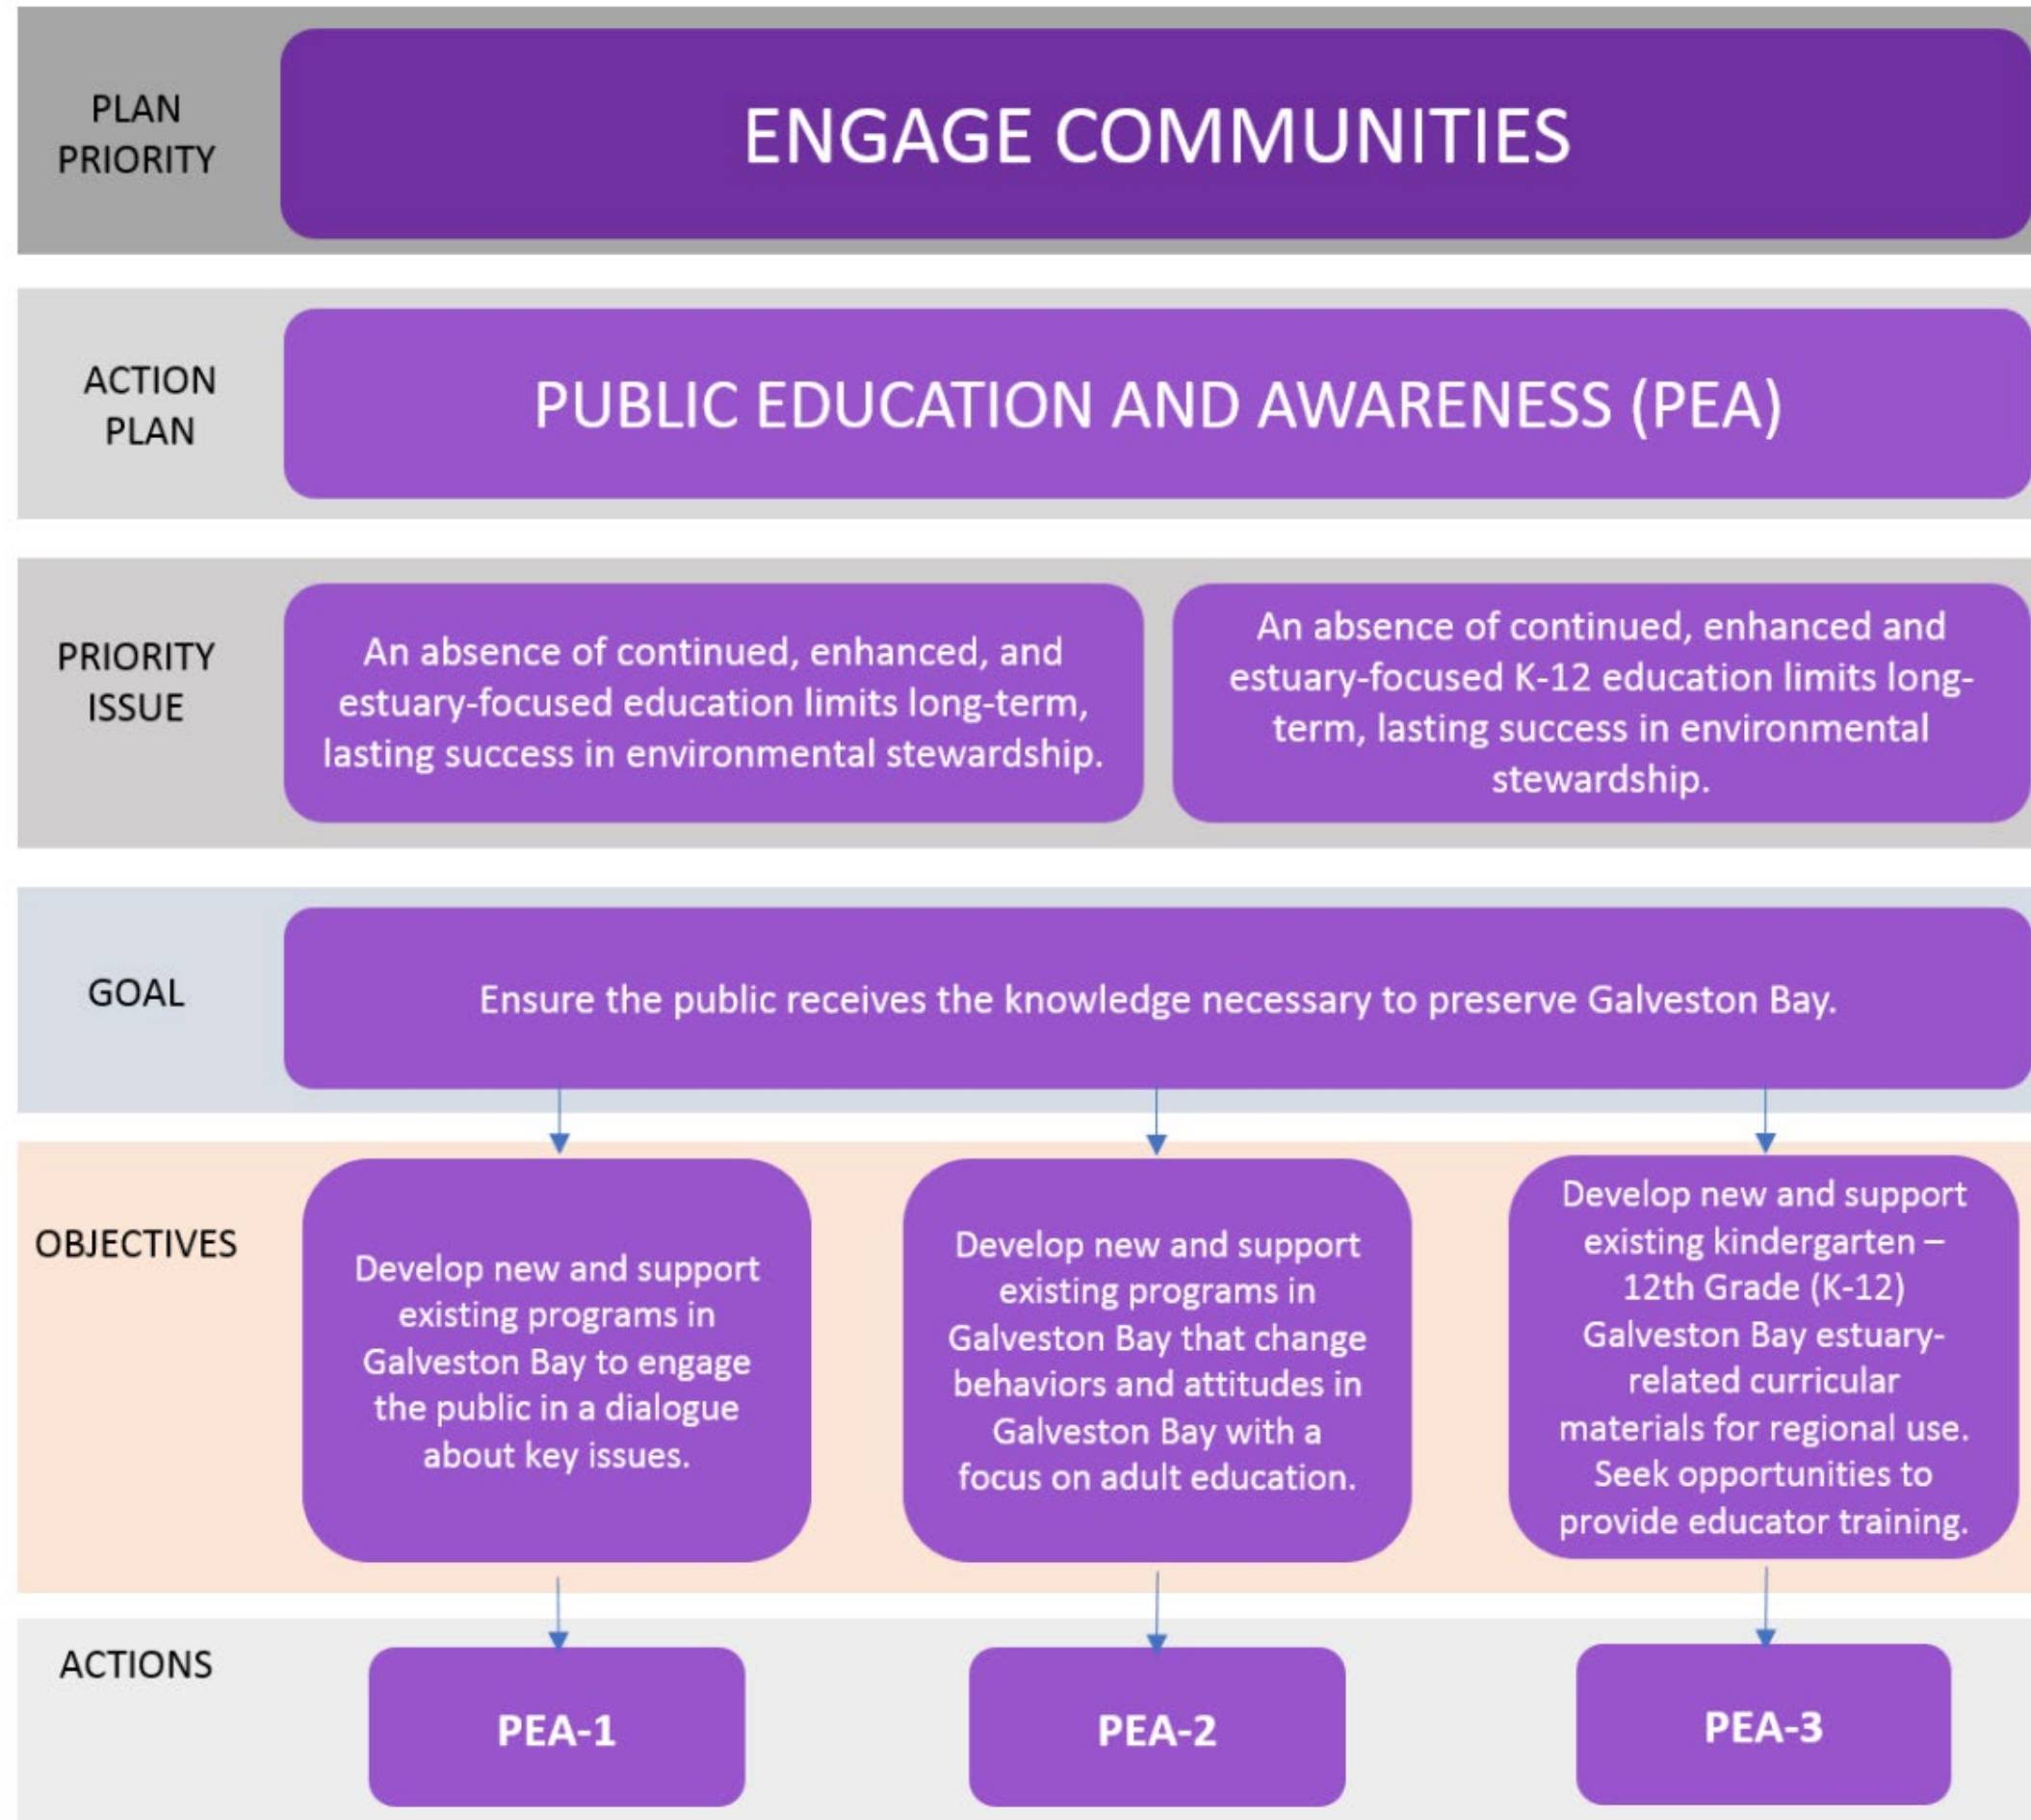 PLAN
PRIORITY
ENGAGE COMMUNITIES
ACTION
PLAN
PUBLIC EDUCATION AND AWARENESS (PEA)
PRIORITY
ISSUE
An absence of continued, enhanced, and
estuary-focused education limits long-term,
lasting success in environmental stewardship.
An absence of continued, enhanced and
estuary-focused K-12 education limits long-
term, lasting success in environmental
stewardship.
GOAL
Ensure the public receives the knowledge necessary to preserve Galveston Bay.
OBJECTIVES
Develop new and support
existing programs in
Galveston Bay to engage
the public in a dialogue
about key issues.
Develop new and support
existing programs in
Galveston Bay that change
behaviors and attitudes in
Galveston Bay with a
focus on adult education.
Develop new and support
existing kindergarten –
12th Grade (K-12)
Galveston Bay estuary-
related curricular
materials for regional use.
Seek opportunities to
provide educator training.
ACTIONS
PEA-1
PEA-2
PEA-3